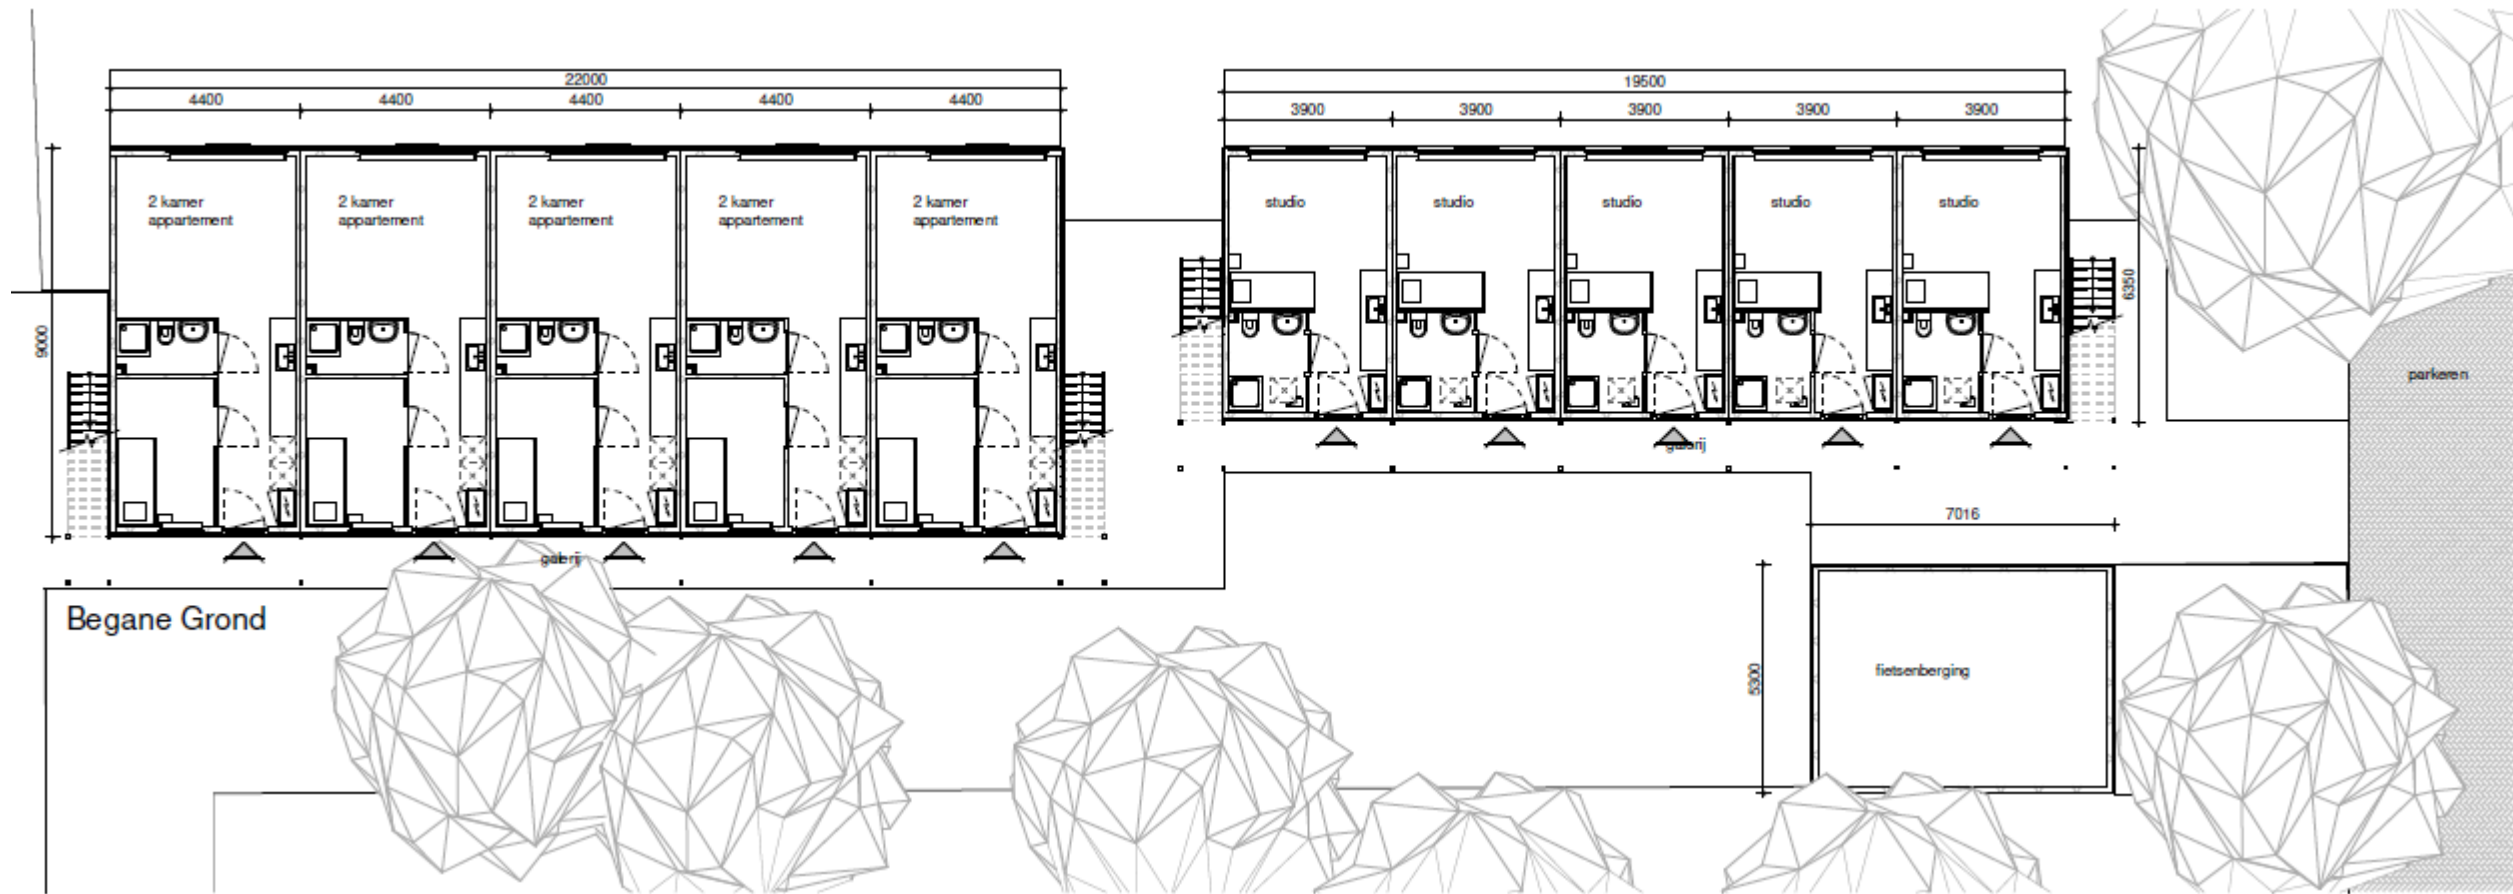 22000
4400 4400 4400 4400 4400
19500
3900 3900 3900 3900 3900
2 kamer
appartement
2 kamer
appartement
2 kamer
appartement
2 kamer
appartement
2 kamer
appartement
studio studio studio studio studio
9000
6350
parkeren
galerij
galerij
7016
Begane Grond
5300
fietsenberging